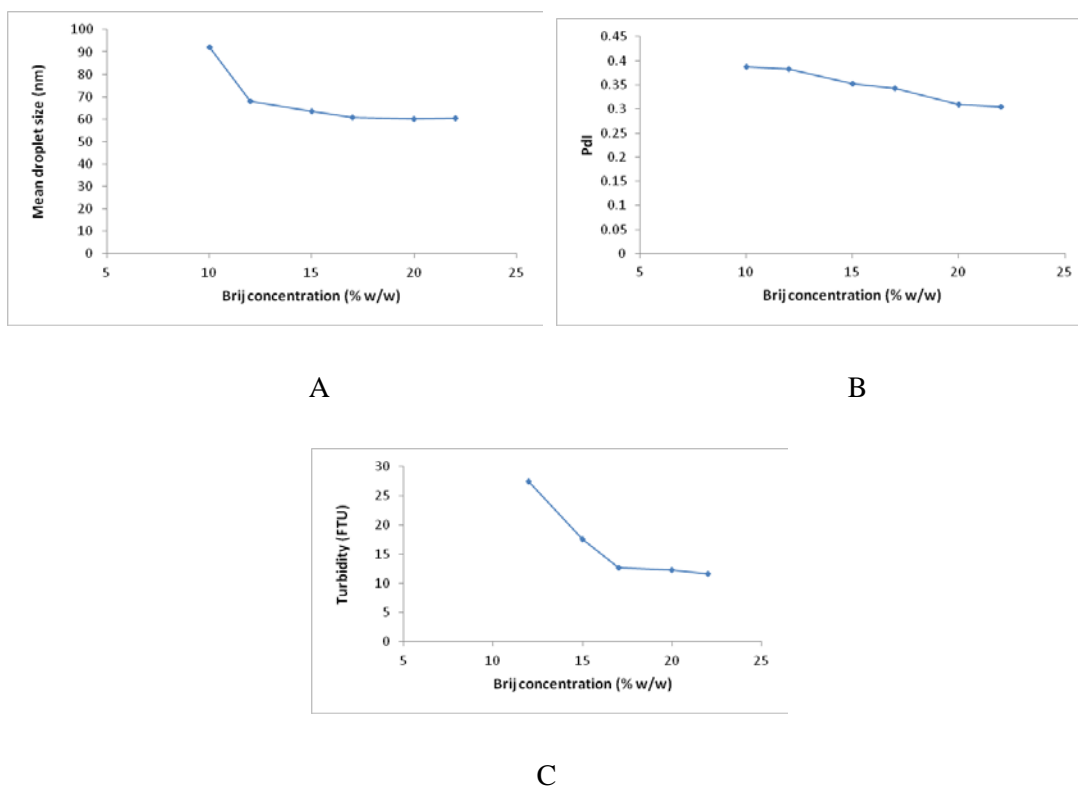 100
90
80
70
60
50
40
30
20
10
0
Mean droplet size (nm)
5 10 15 20 25
Brij concentration (% w/w)
A
0.45
0.4
0.35
0.3
0.25
0.2
0.15
0.1
0.05
0
PdI
5 10 15 20 25
Brij concentration (% w/w)
B
30
25
20
15
10
5
0
Turbidity (FTU)
5 10 15 20 25
Brij concentration (% w/w)
C